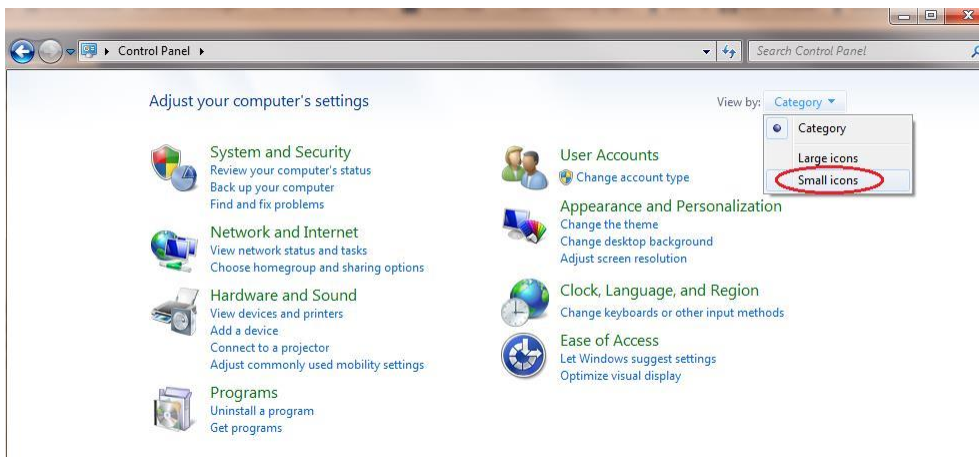 Control Panel
Search Control Panel
Adjust your computer's settings
View by: Category
Category
Large icons
Small icons
System and Security
Review your computer's status
Back up your computer
Find and fix problems
Network and Internet
View network status and tasks
Choose homegroup and sharing options
Hardware and Sound
View devices and printers
Add a device
Connect to a projector
Adjust commonly used mobility settings
Programs
Uninstall a program
Get programs
User Accounts
Change account type
Appearance and Personalization
Change the theme
Change desktop background
Adjust screen resolution
Clock, Language, and Region
Change keyboards or other input methods
Ease of Access
Let Windows suggest settings
Optimize visual display